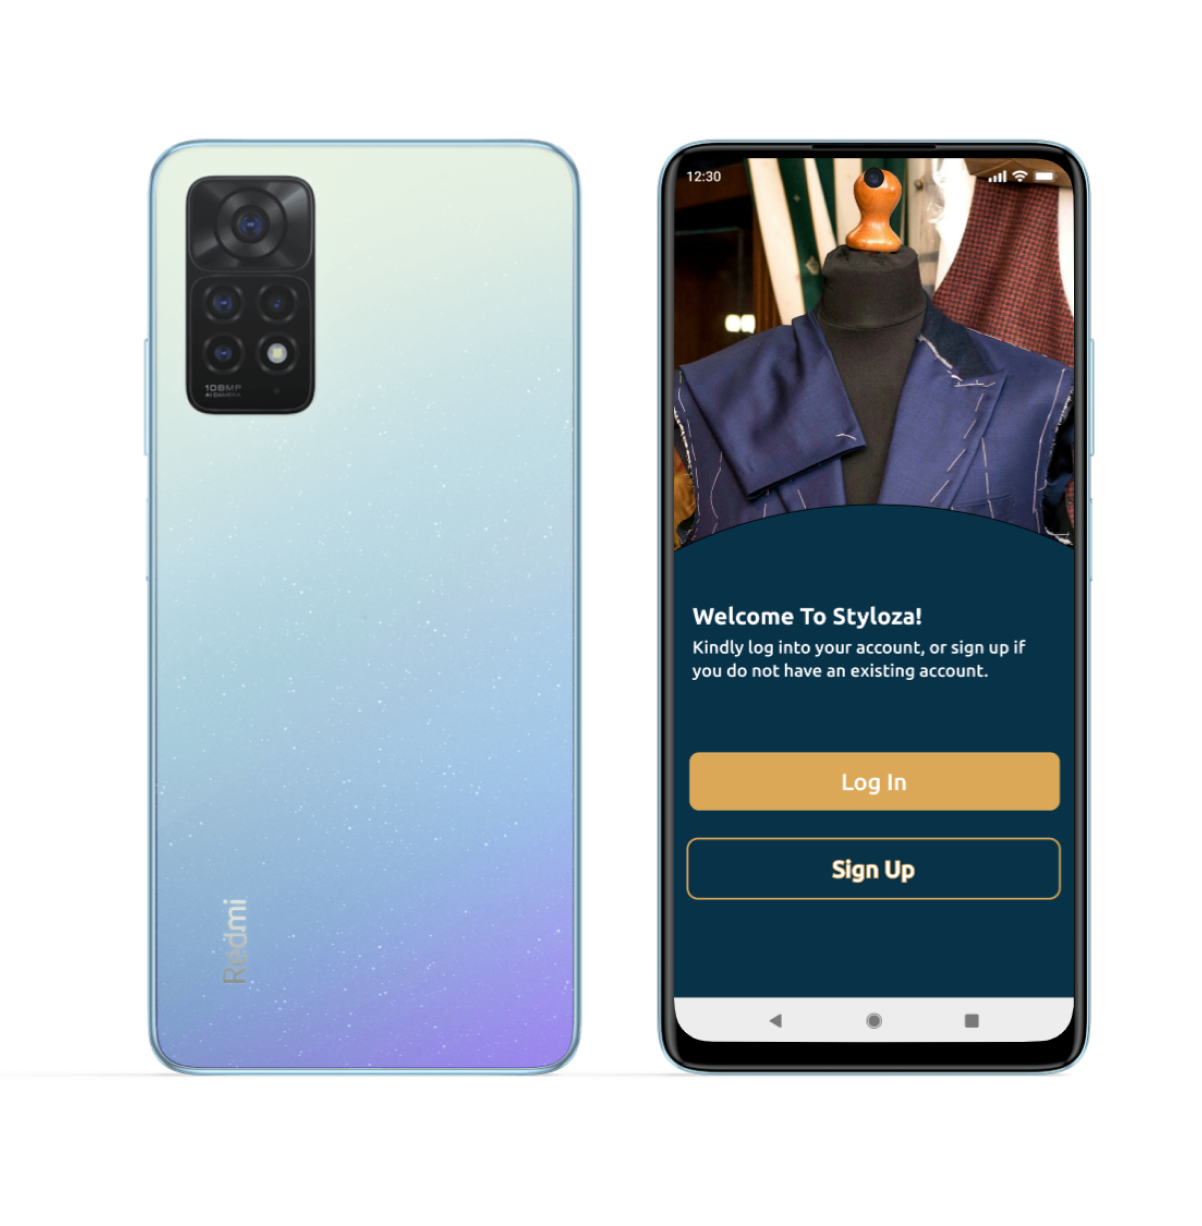 108MP
AI CAMERA
Redmi
12:30
Welcome To Styloza!
Kindly log into your account, or sign up if
you do not have an existing account.
Log In
Sign Up